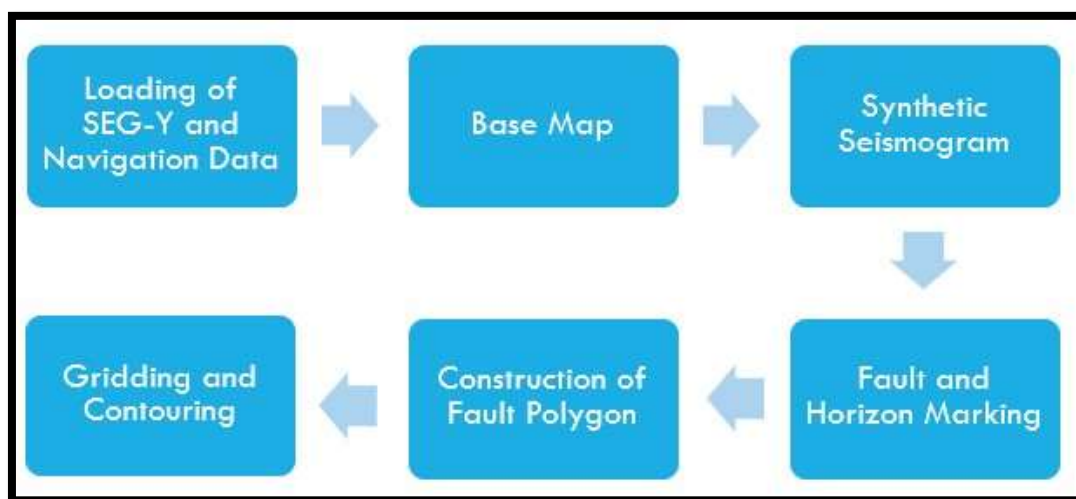 Loading of
SEG-Y and
Navigation Data
Base Map
Synthetic
Seismogram
Fault and
Horizon Marking
Construction of
Fault Polygon
Gridding and
Contouring